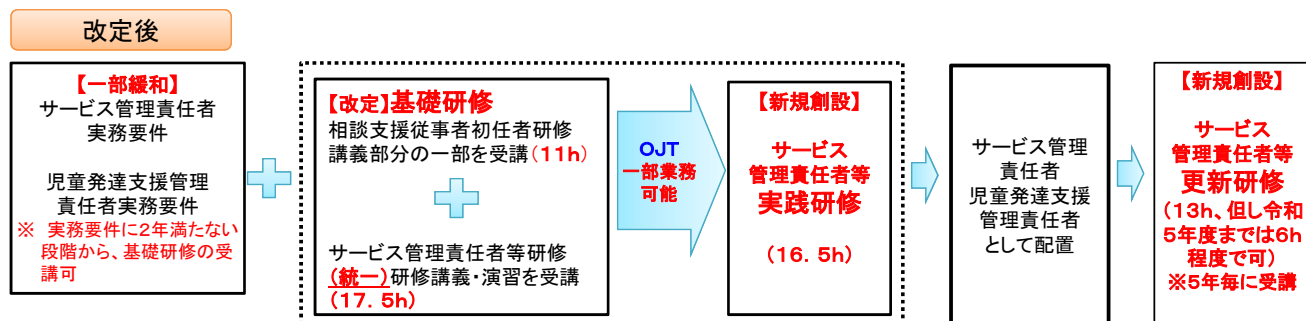 改定後
【一部緩和】
サービス管理責任者
実務要件
児童発達支援管理
責任者実務要件
※ 実務要件に2年満たない
段階から、基礎研修の受
講可
【改定】基礎研修
相談支援従事者初任者研修
講義部分の一部を受講(11h)
サービス管理責任者等研修
(統一)研修講義・演習を受講
(17．5h)
OJT
一部業務
可能
【新規創設】
サービス
管理責任者等
実践研修
(16．5h)
サービス管理
責任者
児童発達支援
管理責任者
として配置
【新規創設】
サービス
管理責任者等
更新研修
(13h、但し令和
5年度までは6h
程度で可)
※5年毎に受講